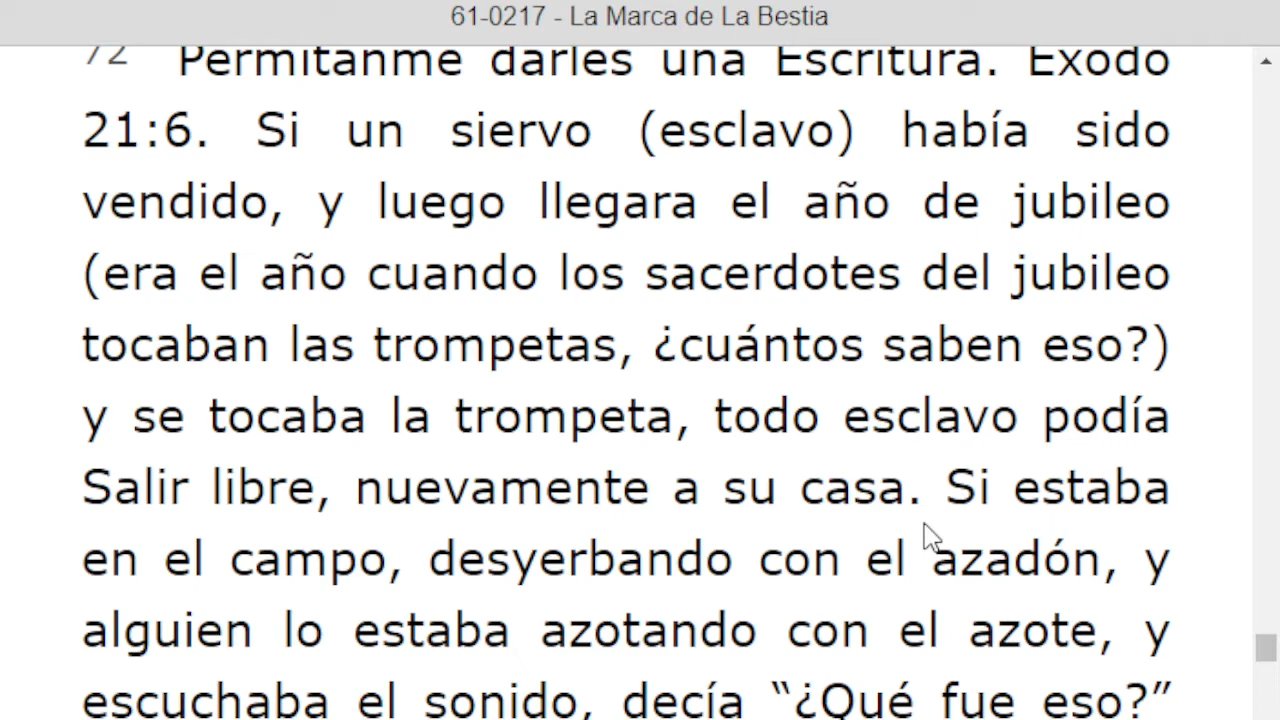 61-0217 - La Marca de La Bestia
72 Permítanme darles una Escritura. Éxodo
21:6. Si un siervo (esclavo) había sido
vendido, y luego llegara el año de jubileo
(era el año cuando los sacerdotes del jubileo
tocaban las trompetas, ¿cuántos saben eso?)
y se tocaba la trompeta, todo esclavo podía
Salir libre, nuevamente a su casa. Si estaba
en el campo, desyerbando con el azadón, y
alguien lo estaba azotando con el azote, y
escuchaba el sonido, decía “¿Qué fue eso?”